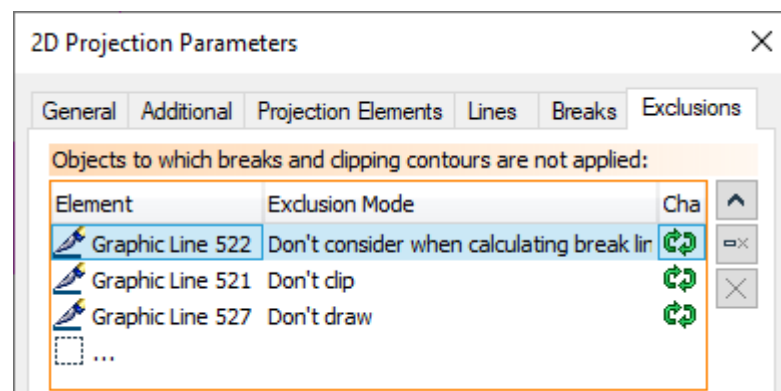 2D Projection Parameters
General Additional Projection Elements Lines Breaks Exclusions
Objects to which breaks and clipping contours are not applied:
Element Exclusion Mode Cha
Graphic Line 522 Don't consider when calculating break lin
Graphic Line 521 Don't clip
Graphic Line 527 Don't draw
...